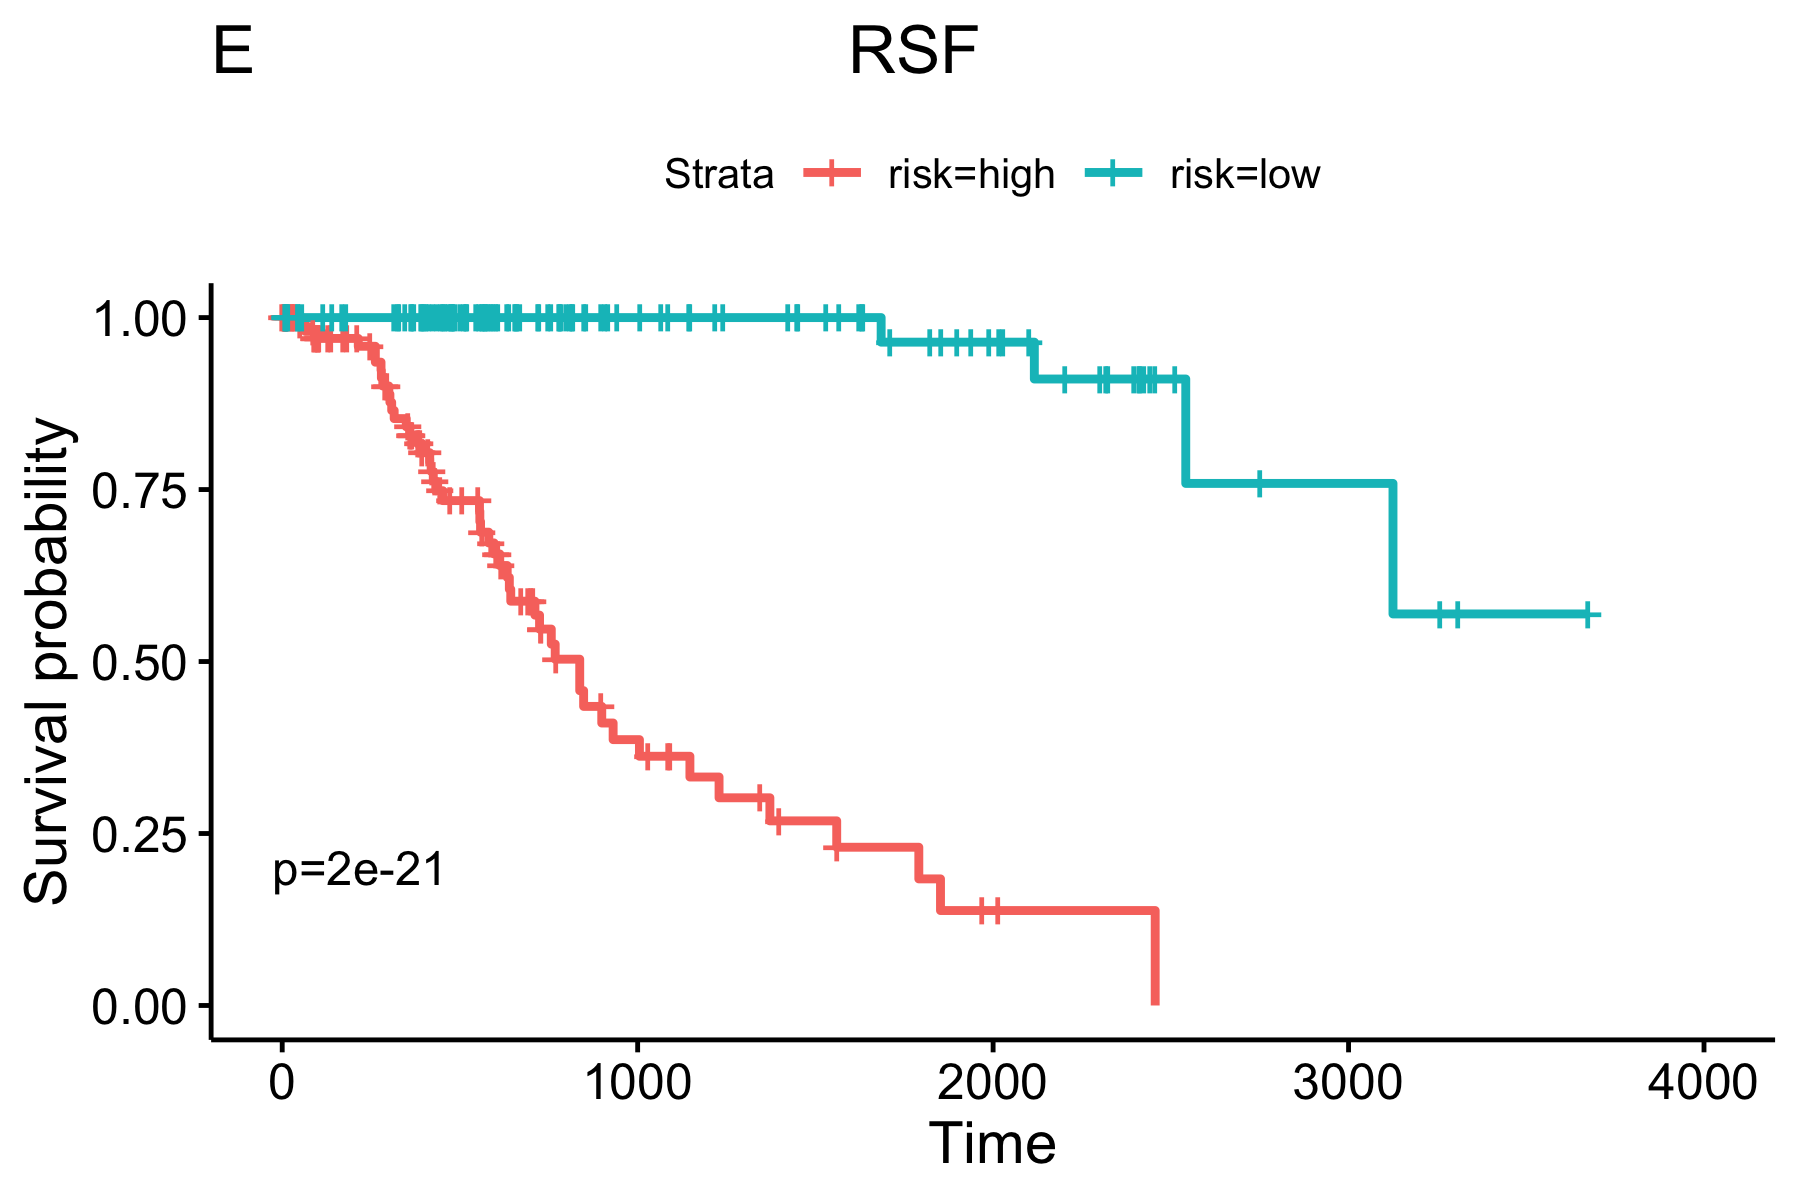 E
RSF
Strata risk=high risk=low
Survival probability
1.00
0.75
0.50
0.25
0.00
p=2e-21
0 1000 2000 3000 4000
Time